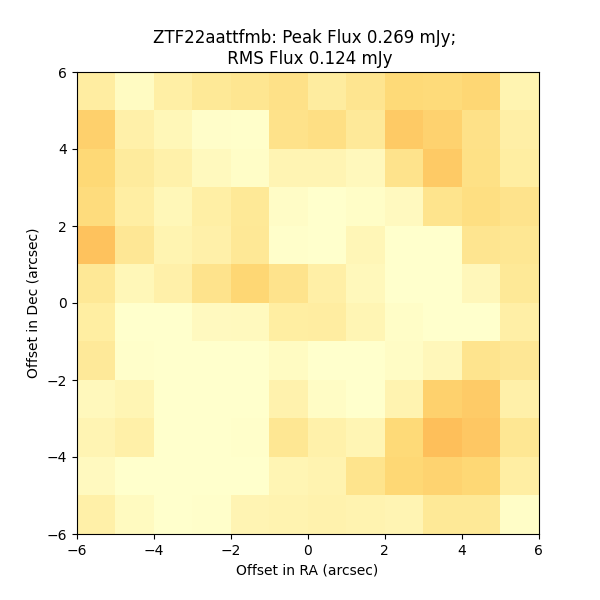 ZTF22aattfmb: Peak Flux 0.269 mJy;
RMS Flux 0.124 mJy
6
4
2
0
−2
−4
−6
Offset in Dec (arcsec)
−6 −4 −2 0 2 4 6
Offset in RA (arcsec)